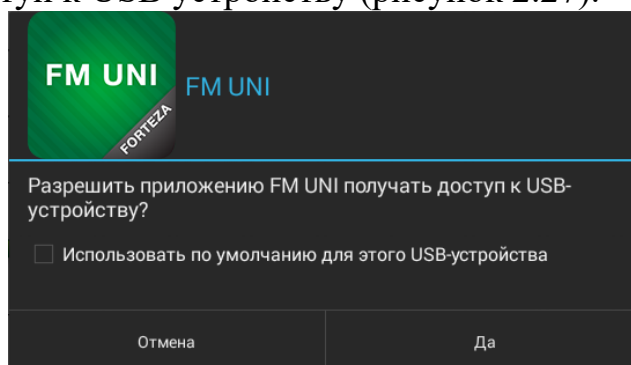 туп к USB устройству (рисунок 2.27).
FM UNI
FORTEZA
FM UNI
Разрешить приложению FM UNI получать доступ к USB-
устройству?
Использовать по умолчанию для этого USB-устройства
Отмена
Да